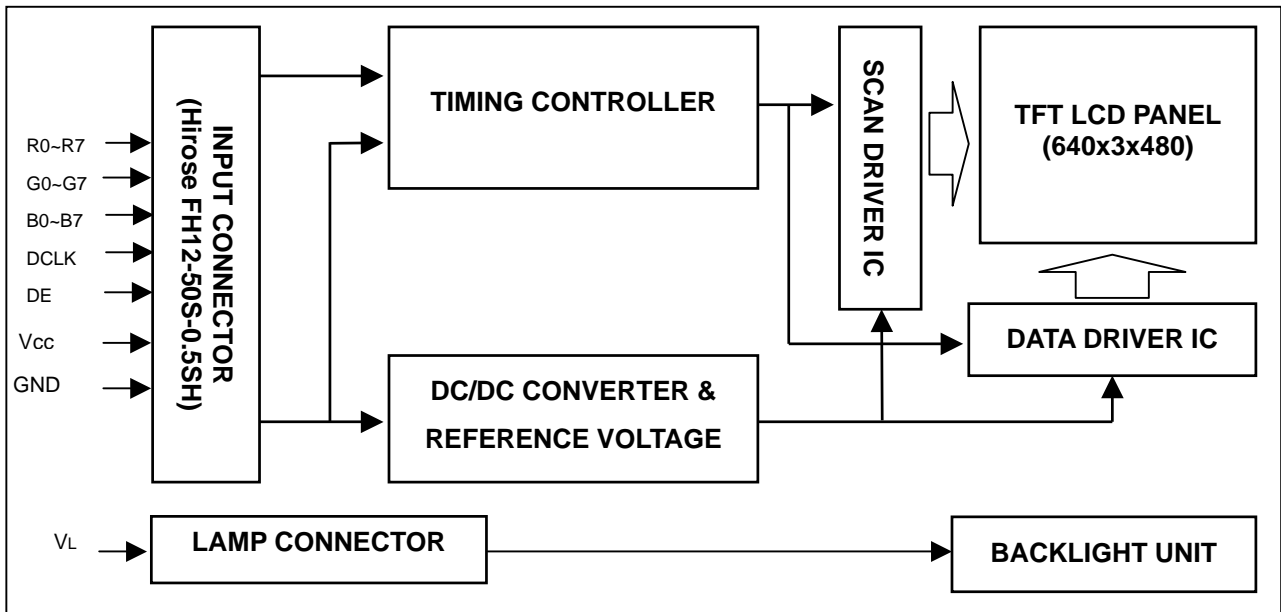 R0~R7
G0~G7
B0~B7
DCLK
DE
Vcc
GND
INPUT CONNECTOR
(Hirose FH12-50S-0.5SH)
TIMING CONTROLLER
SCAN DRIVER IC
TFT LCD PANEL
(640x3x480)
DATA DRIVER IC
DC/DC CONVERTER &
REFERENCE VOLTAGE
VL
LAMP CONNECTOR
BACKLIGHT UNIT